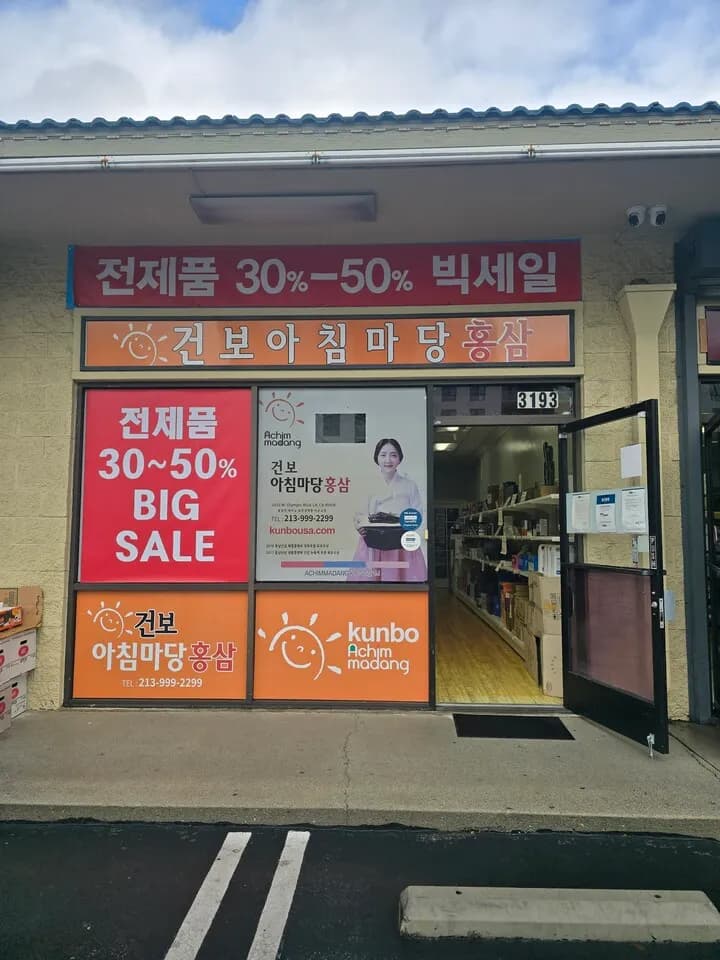 전제품 30%-50% 빅세일
건보아침마당홍삼
3193
전제품
30~50%
BIG
SALE
Achim
madang
건보
아침마당홍삼
TEL : 213-999-2299
kunbousa.com
ACHIMMADANG
건보
아침마당홍삼
TEL : 213-999-2299
kunbo
Achim
madang